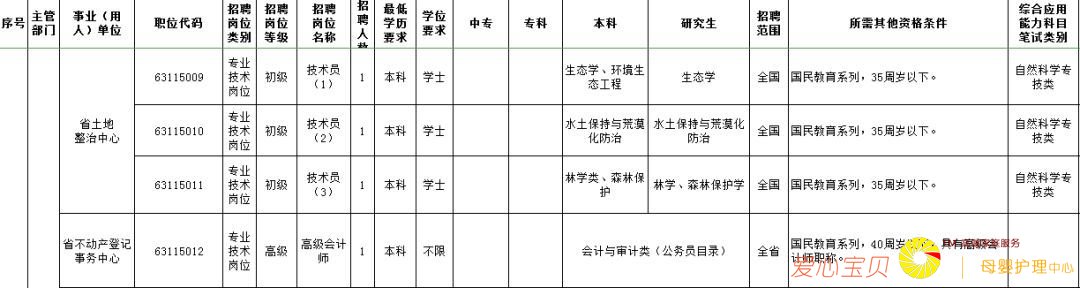 序号 主管部门 事业（用人）单位 职位代码 招聘岗位类别 招聘岗位等级 招聘岗位名称 招聘人数 最低学历要求 学位要求 中专 专科 本科 研究生 招聘范围 所需其他资格条件 综合应用能力科目笔试类别
省土地整治中心 63115009 专业技术岗位 初级 技术员（1） 1 本科 学士 生态学、环境生态工程 生态学 全国 国民教育系列，35周岁以下。 自然科学专技类
63115010 专业技术岗位 初级 技术员（2） 1 本科 学士 水土保持与荒漠化防治 水土保持与荒漠化防治 全国 国民教育系列，35周岁以下。 自然科学专技类
63115011 专业技术岗位 初级 技术员（3） 1 本科 学士 林学类、森林保护 林学、森林保护学 全国 国民教育系列，35周岁以下。 自然科学专技类
省不动产登记事务中心 63115012 专业技术岗位 高级 高级会计师 1 本科 不限 会计与审计类（公务员目录） 全省 国民教育系列，40周岁 具有高级会计师职称。
服务
爱心宝贝 母婴护理中心